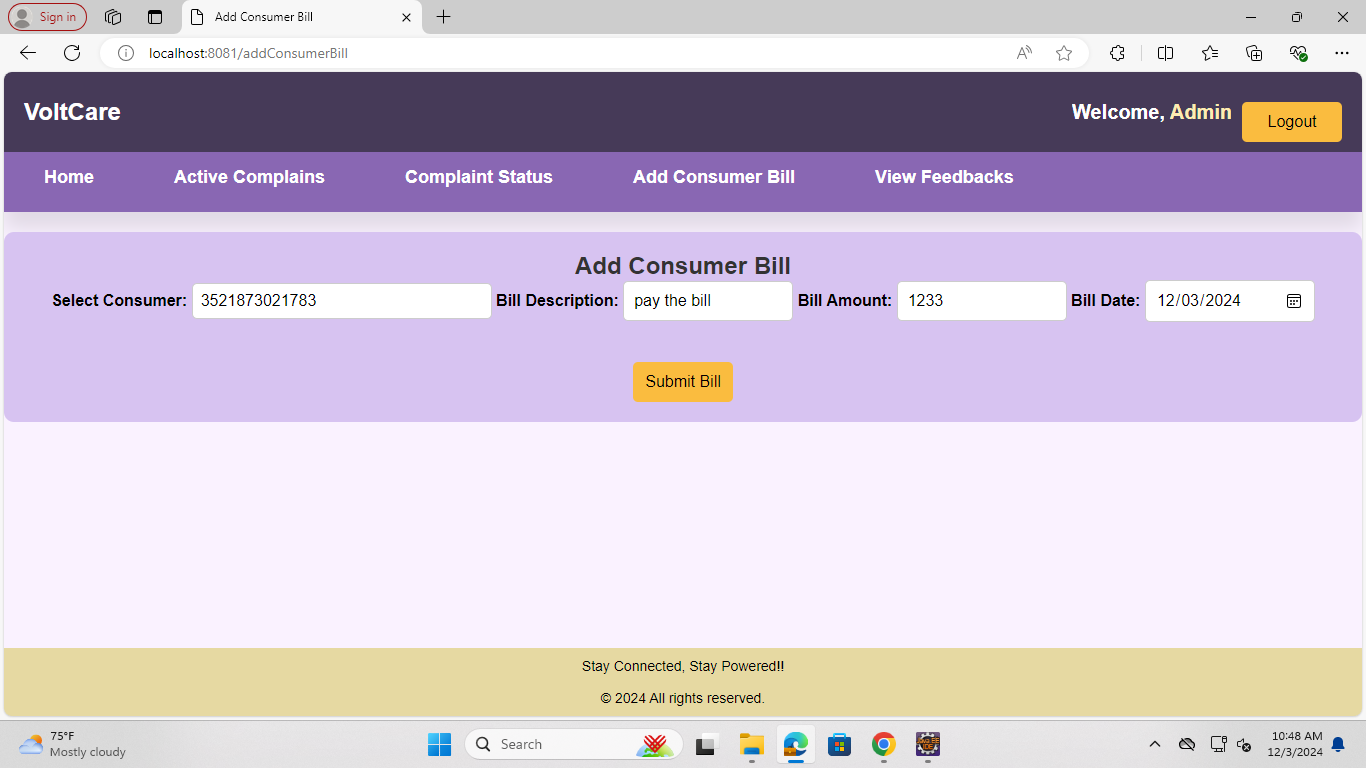 Sign in
Add Consumer Bill
localhost:8081/addConsumerBill
VoltCare
Welcome, Admin
Logout
Home Active Complains Complaint Status Add Consumer Bill View Feedbacks
Add Consumer Bill
Select Consumer: 3521873021783 Bill Description: pay the bill Bill Amount: 1233 Bill Date: 12/03/2024
Submit Bill
Stay Connected, Stay Powered!!
© 2024 All rights reserved.
75°F
Mostly cloudy
Search
10:48 AM
12/3/2024